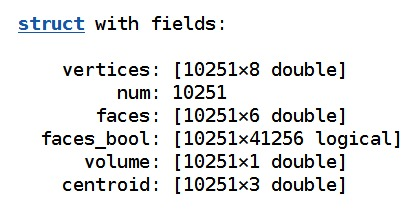 struct with fields:
vertices: [10251×8 double]
num: 10251
faces: [10251×6 double]
faces_bool: [10251×41256 logical]
volume: [10251×1 double]
centroid: [10251×3 double]